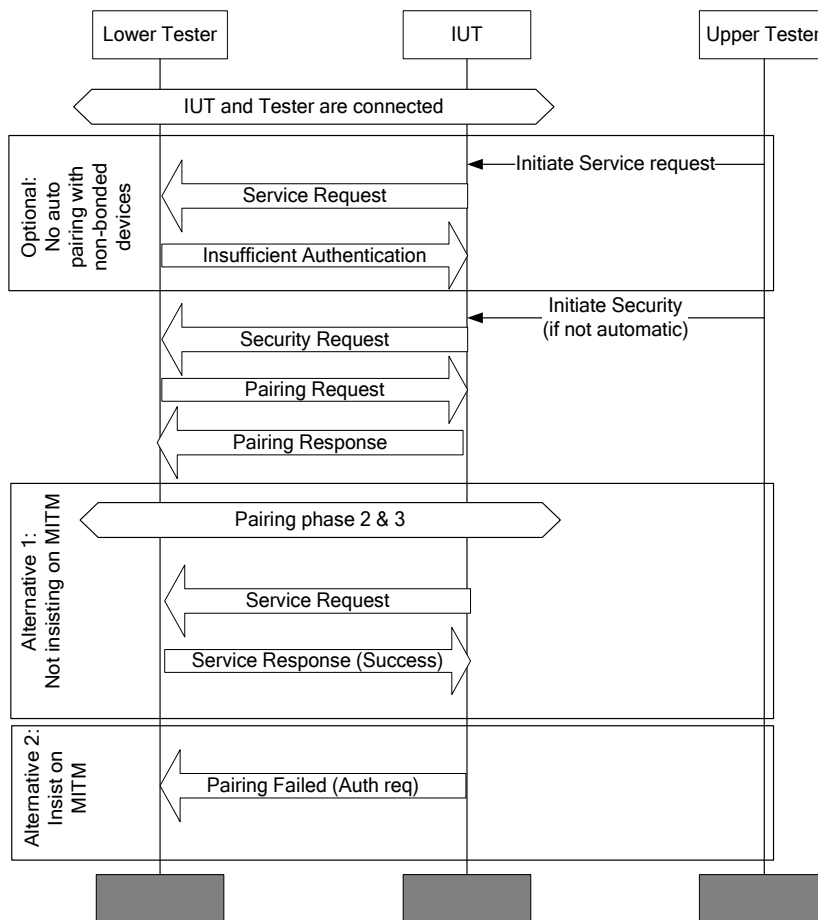 Lower Tester
IUT
Upper Tester
IUT and Tester are connected
Optional:
No auto
pairing with
non-bonded
devices
Initiate Service request
Service Request
Insufficient Authentication
Initiate Security
(if not automatic)
Security Request
Pairing Request
Pairing Response
Alternative 1:
Not insisting on MITM
Pairing phase 2 & 3
Service Request
Service Response (Success)
Alternative 2:
Insist on
MITM
Pairing Failed (Auth req)